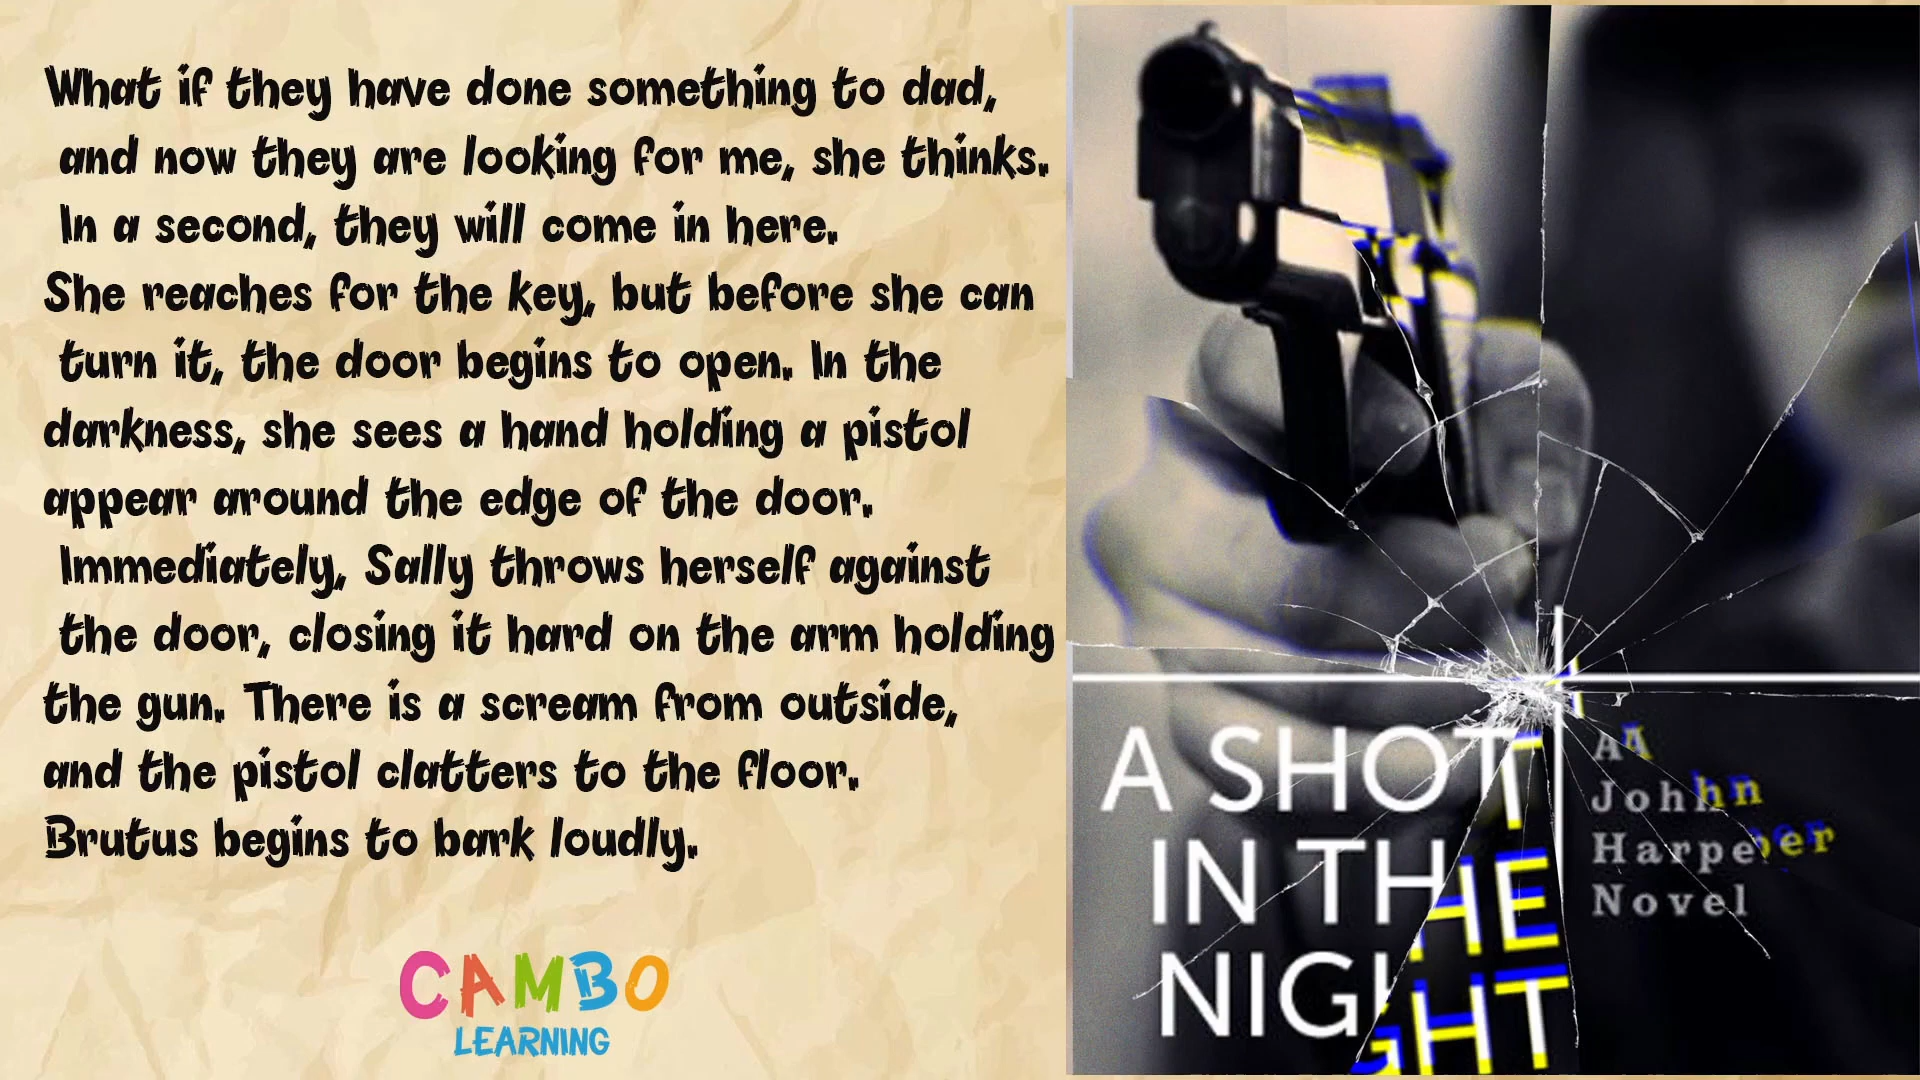 What if they have done something to dad,
and now they are looking for me, she thinks.
In a second, they will come in here.
She reaches for the key, but before she can
turn it, the door begins to open. In the
darkness, she sees a hand holding a pistol
appear around the edge of the door.
Immediately, Sally throws herself against
the door, closing it hard on the arm holding
the gun. There is a scream from outside,
and the pistol clatters to the floor.
Brutus begins to bark loudly.
CAMBO
LEARNING
A SHOT
IN THE
NIGHT
A
John
Harper
Novel